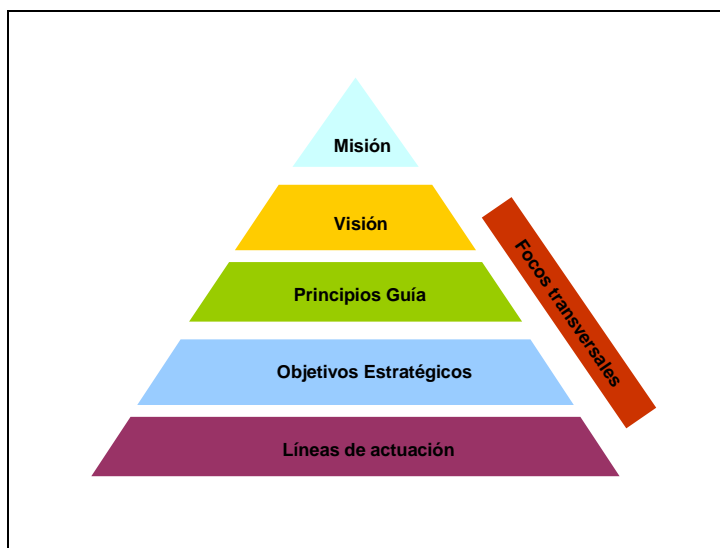 Misión
Visión
Principios Guía
Objetivos Estratégicos
Líneas de actuación
Focos transversales